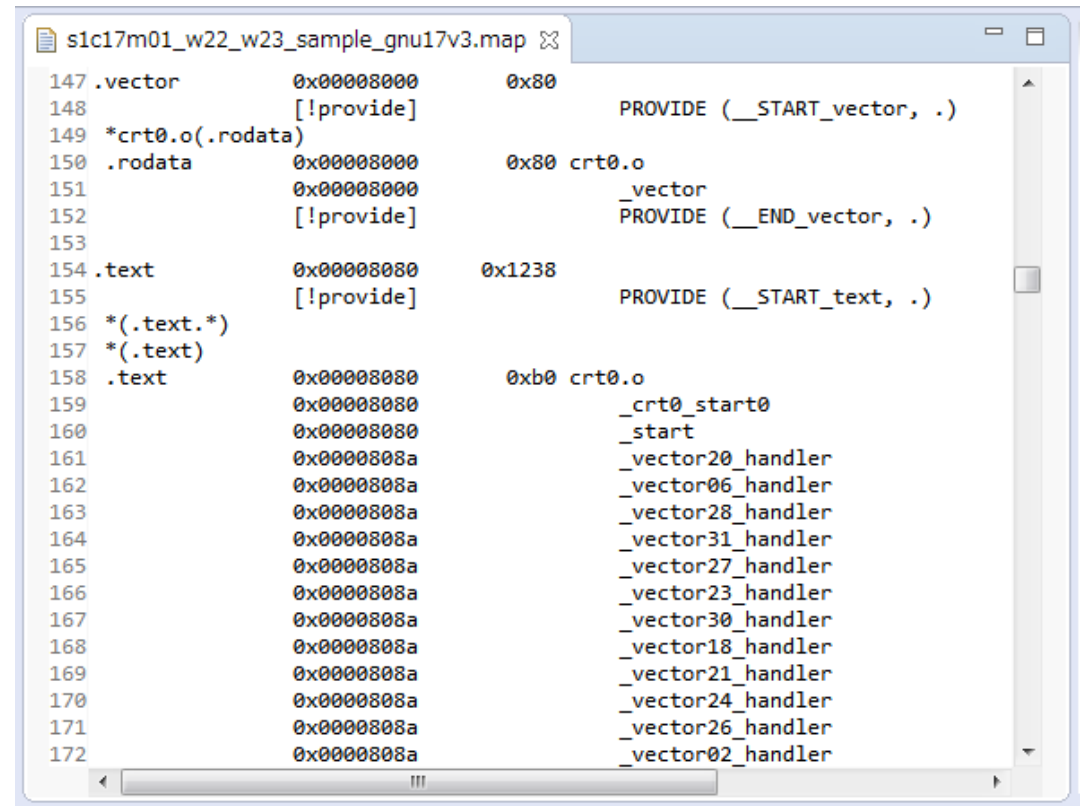 s1c17m01_w22_w23_sample_gnu17v3.map
147 .vector 0x00008000 0x80
148 [!provide] PROVIDE (__START_vector, .)
149 *crt0.o(.rodata)
150 .rodata 0x00008000 0x80 crt0.o
151 0x00008000 _vector
152 [!provide] PROVIDE (__END_vector, .)
153
154 .text 0x00008080 0x1238
155 [!provide] PROVIDE (__START_text, .)
156 *(.text.*)
157 *(.text)
158 .text 0x00008080 0xb0 crt0.o
159 0x00008080 _crt0_start0
160 0x00008080 _start
161 0x0000808a _vector20_handler
162 0x0000808a _vector06_handler
163 0x0000808a _vector28_handler
164 0x0000808a _vector31_handler
165 0x0000808a _vector27_handler
166 0x0000808a _vector23_handler
167 0x0000808a _vector30_handler
168 0x0000808a _vector18_handler
169 0x0000808a _vector21_handler
170 0x0000808a _vector24_handler
171 0x0000808a _vector26_handler
172 0x0000808a _vector02_handler